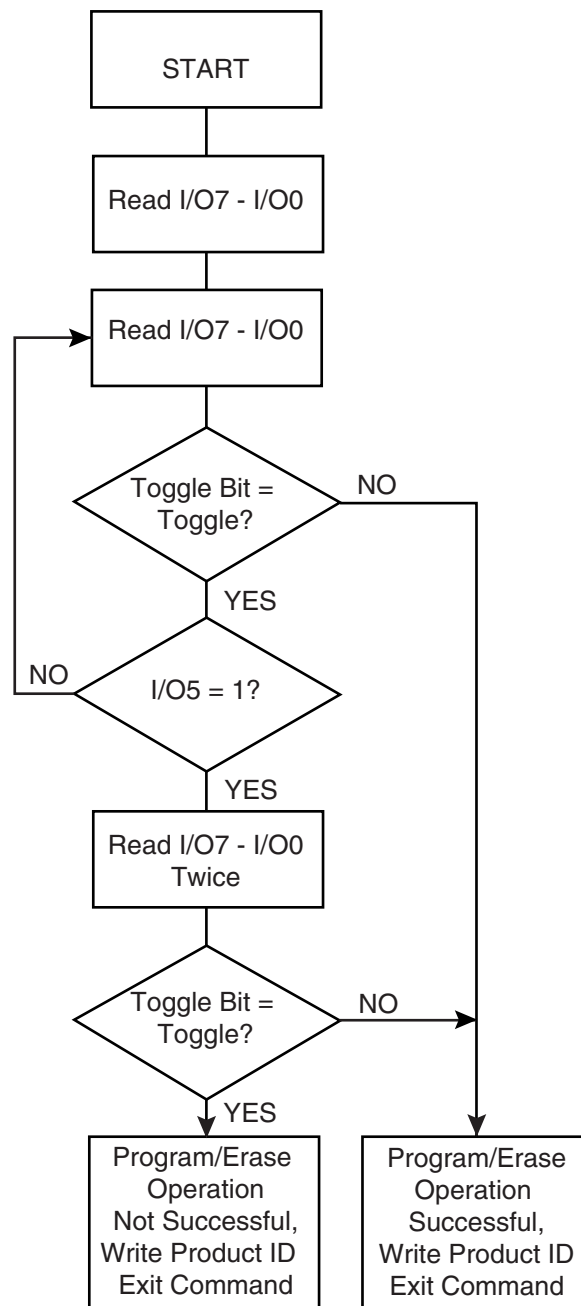 START
Read I/O7 - I/O0
Read I/O7 - I/O0
Toggle Bit =
Toggle?
NO
YES
NO
I/O5 = 1?
YES
Read I/O7 - I/O0
Twice
Toggle Bit =
Toggle?
NO
YES
Program/Erase
Operation
Not Successful,
Write Product ID
Exit Command
Program/Erase
Operation
Successful,
Write Product ID
Exit Command